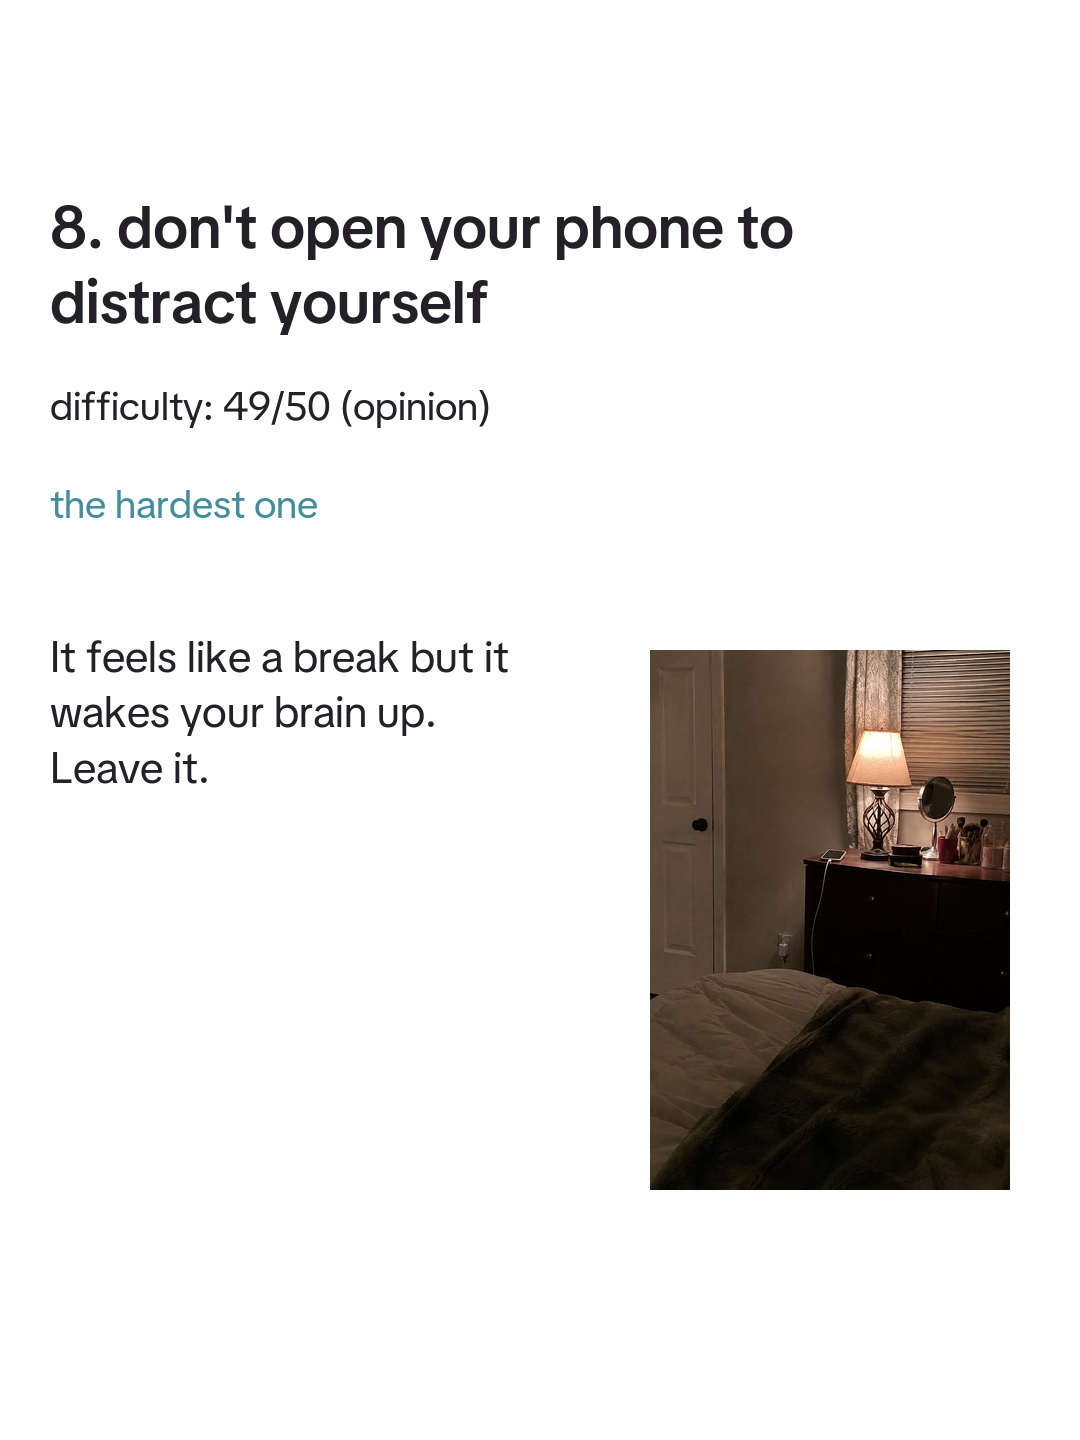 8. don't open your phone to
distract yourself
difficulty: 49/50 (opinion)
the hardest one
It feels like a break but it
wakes your brain up.
Leave it.